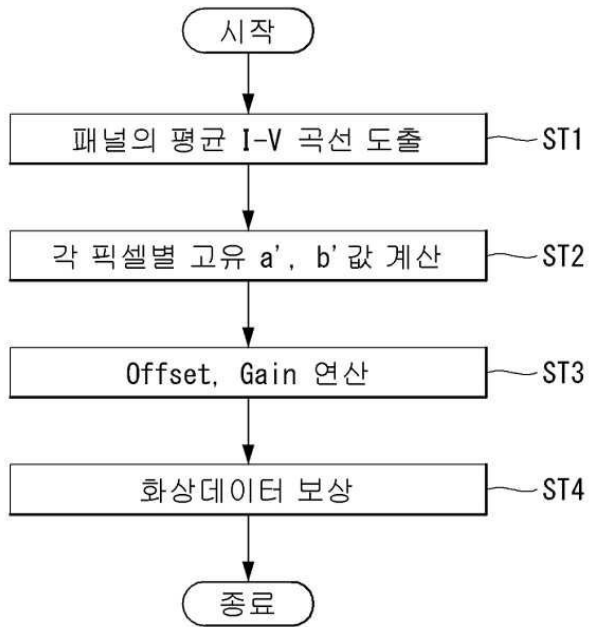 시작
패널의 평균 I-V 곡선 도출 ST1
각 픽셀별 고유 a', b'값 계산 ST2
Offset, Gain 연산 ST3
화상데이터 보상 ST4
종료